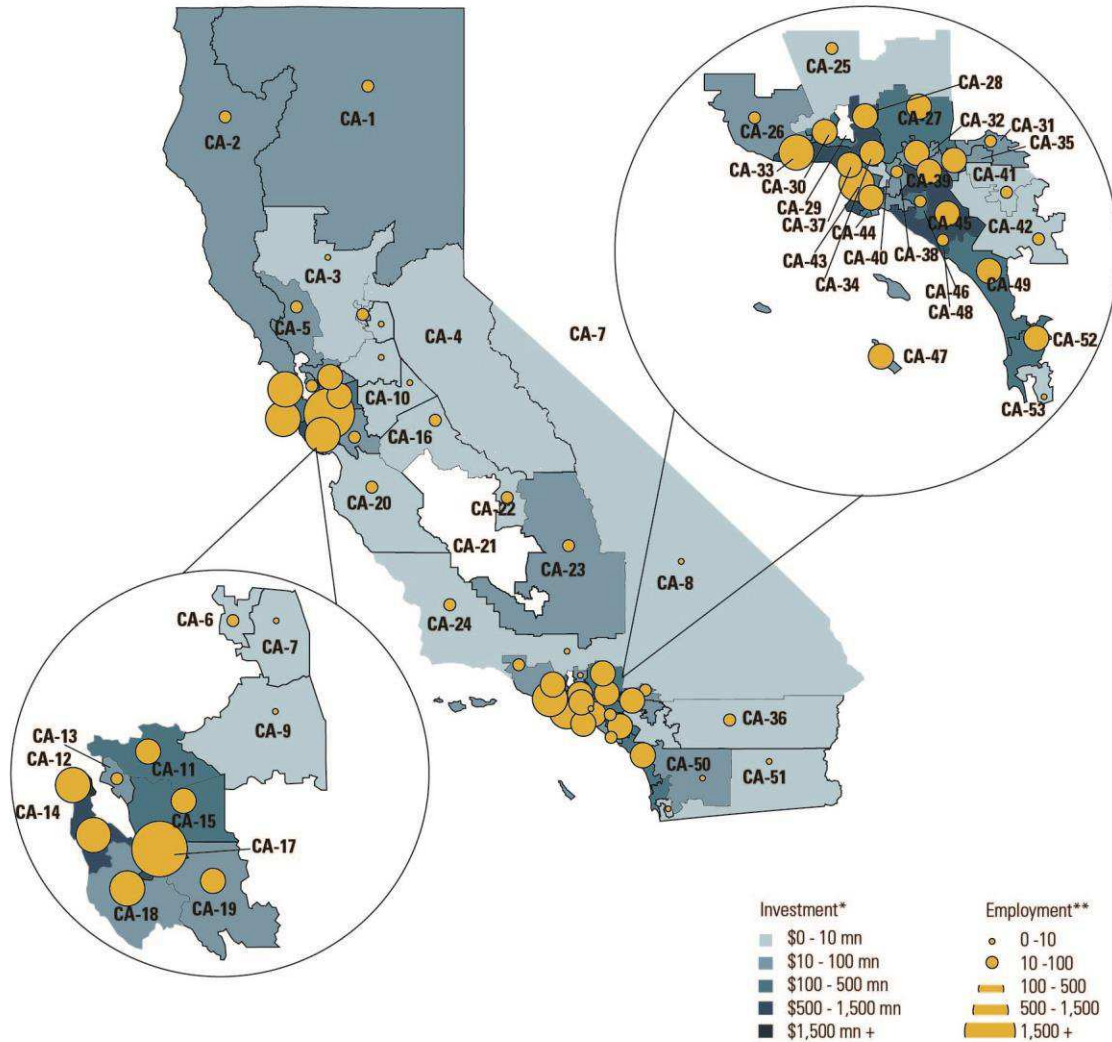 CA-1
CA-2
CA-3
CA-4
CA-5
CA-7
CA-10
CA-16
CA-20
CA-22
CA-21
CA-23
CA-8
CA-24
CA-36
CA-50
CA-51
CA-25
CA-28
CA-27
CA-32
CA-31
CA-26
CA-35
CA-33
CA-30
CA-39
CA-41
CA-29
CA-37
CA-44
CA-45
CA-42
CA-43
CA-40
CA-38
CA-34
CA-46
CA-49
CA-48
CA-52
CA-47
CA-53
CA-6
CA-7
CA-9
CA-13
CA-12
CA-11
CA-14
CA-15
CA-17
CA-18
CA-19
Investment*
$0 - 10 mn
$10 - 100 mn
$100 - 500 mn
$500 - 1,500 mn
$1,500 mn +
Employment**
0 -10
10 -100
100 - 500
500 - 1,500
1,500 +